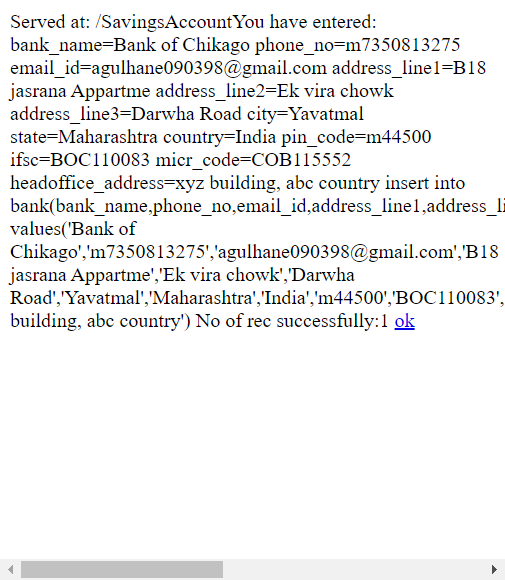 Served at: /SavingsAccountYou have entered:
bank_name=Bank of Chikago phone_no=m7350813275
email_id=agulhane090398@gmail.com address_line1=B18
jasrana Appartme address_line2=Ek vira chowk
address_line3=Darwha Road city=Yavatmal
state=Maharashtra country=India pin_code=m44500
ifsc=BOC110083 micr_code=COB115552
headoffice_address=xyz building, abc country insert into
bank(bank_name,phone_no,email_id,address_line1,address_li
values('Bank of
Chikago','m7350813275','agulhane090398@gmail.com','B18
jasrana Appartme','Ek vira chowk','Darwha
Road','Yavatmal','Maharashtra','India','m44500','BOC110083',
building, abc country') No of rec successfully:1 ok